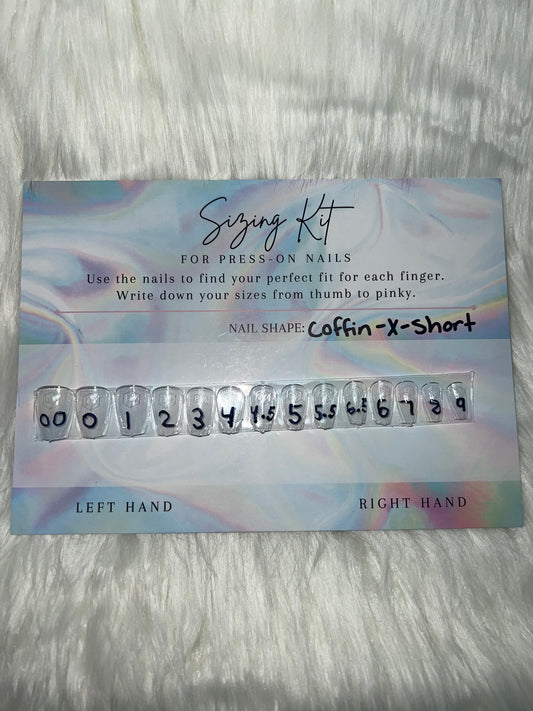 Sizing Kit
FOR PRESS-ON NAILS
Use the nails to find your perfect fit for each finger.
Write down your sizes from thumb to pinky.
NAIL SHAPE: Coffin-X-Short
00 0 1 2 3 4 4.5 5 5.5 6.5 6 7 8 9
LEFT HAND RIGHT HAND